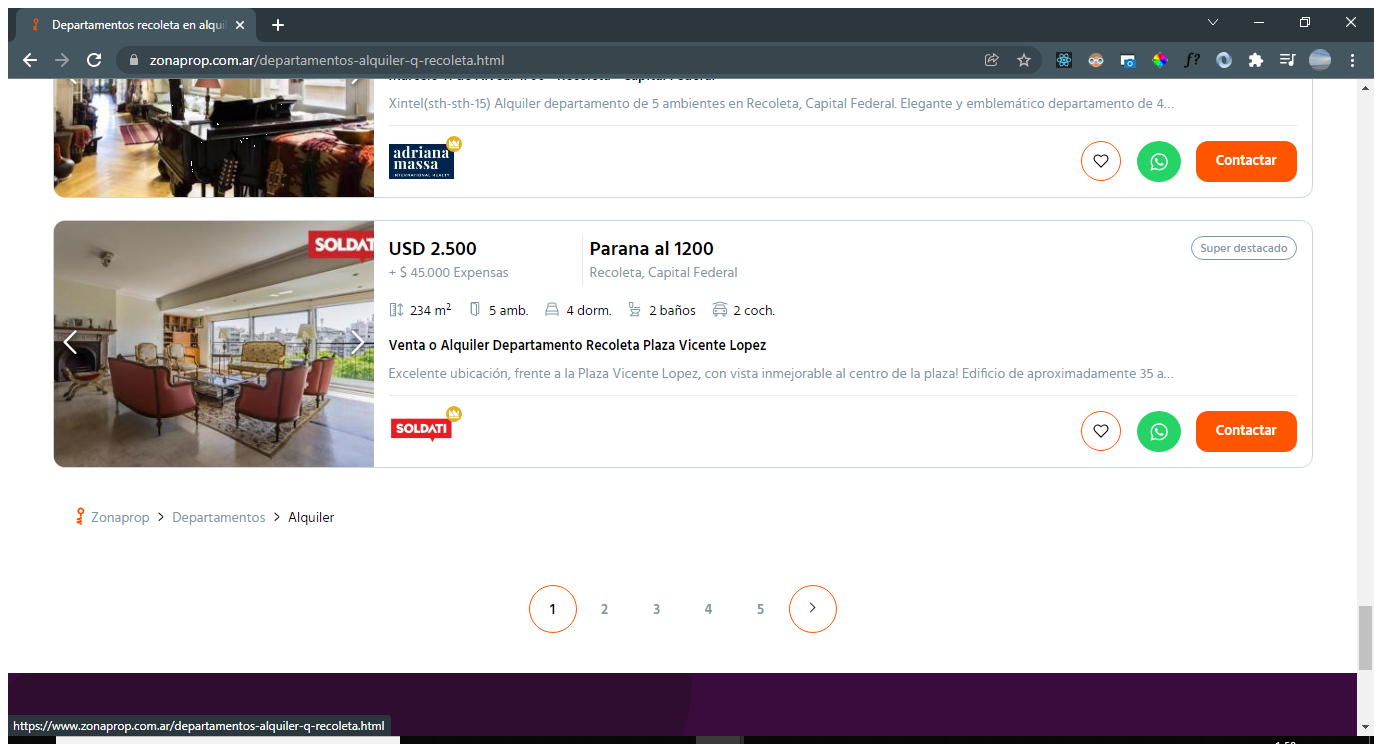 Departamentos recoleta en alqui
zonaprop.com.ar/departamentos-alquiler-q-recoleta.html
f?
Xintel(sth-sth-15) Alquiler departamento de 5 ambientes en Recoleta, Capital Federal. Elegante y emblemático departamento de 4...
adriana
massa
INTERNATIONAL REALTY
Contactar
SOLDATI
USD 2.500
Parana al 1200
Super destacado
+ $ 45.000 Expensas
Recoleta, Capital Federal
234 m² 5 amb. 4 dorm. 2 baños 2 coch.
Venta o Alquiler Departamento Recoleta Plaza Vicente Lopez
Excelente ubicación, frente a la Plaza Vicente Lopez, con vista inmejorable al centro de la plaza! Edificio de aproximadamente 35 a...
SOLDATI
Contactar
Zonaprop > Departamentos > Alquiler
1 2 3 4 5 >
https://www.zonaprop.com.ar/departamentos-alquiler-q-recoleta.html